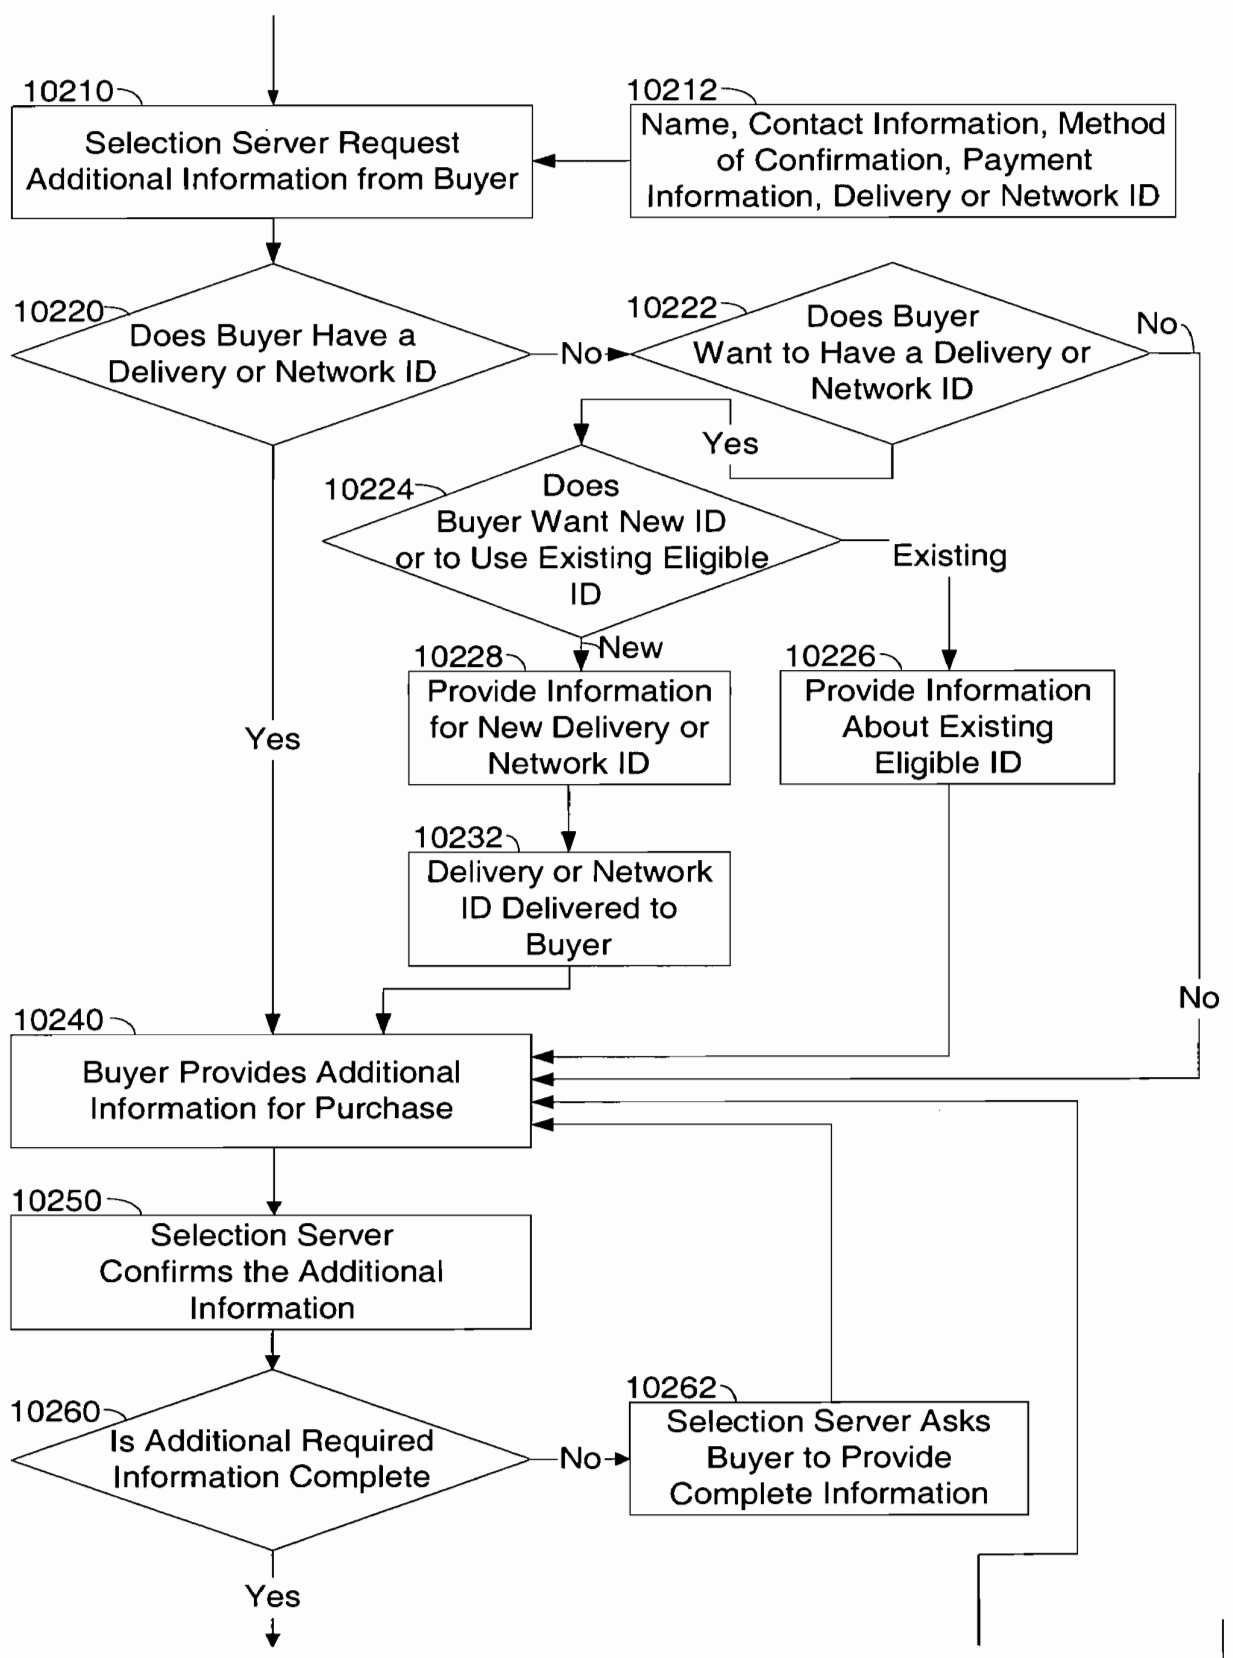 10210
Selection Server Request
Additional Information from Buyer
10212
Name, Contact Information, Method
of Confirmation, Payment
Information, Delivery or Network ID
10220
Does Buyer Have a
Delivery or Network ID
No
10222
Does Buyer
Want to Have a Delivery or
Network ID
No
Yes
10224
Does
Buyer Want New ID
or to Use Existing Eligible
ID
Existing
New
10228
Provide Information
for New Delivery or
Network ID
10226
Provide Information
About Existing
Eligible ID
Yes
10232
Delivery or Network
ID Delivered to
Buyer
No
10240
Buyer Provides Additional
Information for Purchase
10250
Selection Server
Confirms the Additional
Information
10260
Is Additional Required
Information Complete
No
10262
Selection Server Asks
Buyer to Provide
Complete Information
Yes